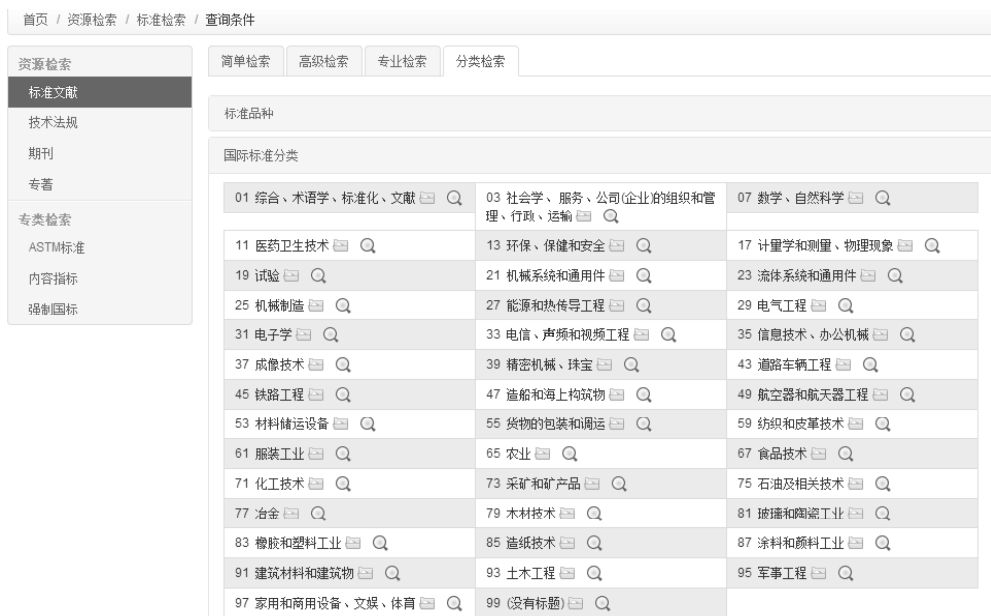 首页 / 资源检索 / 标准检索 / 查询条件
资源检索
标准文献
技术法规
期刊
专著
专类检索
ASTM标准
内容指标
强制国标
简单检索 高级检索 专业检索 分类检索
标准品种
国际标准分类
01 综合、术语学、标准化、文献 03 社会学、服务、公司(企业)的组织和管 07 数学、自然科学
理、行政、运输
11 医药卫生技术 13 环保、保健和安全 17 计量学和测量、物理现象
19 试验 21 机械系统和通用件 23 流体系统和通用件
25 机械制造 27 能源和热传导工程 29 电气工程
31 电子学 33 电信、声频和视频工程 35 信息技术、办公机械
37 成像技术 39 精密机械、珠宝 43 道路车辆工程
45 铁路工程 47 造船和海上构筑物 49 航空器和航天器工程
53 材料储运设备 55 货物的包装和调运 59 纺织和皮革技术
61 服装工业 65 农业 67 食品技术
71 化工技术 73 采矿和矿产品 75 石油及相关技术
77 冶金 79 木材技术 81 玻璃和陶瓷工业
83 橡胶和塑料工业 85 造纸技术 87 涂料和颜料工业
91 建筑材料和建筑物 93 土木工程 95 军事工程
97 家用和商用设备、文娱、体育 99 (没有标题)